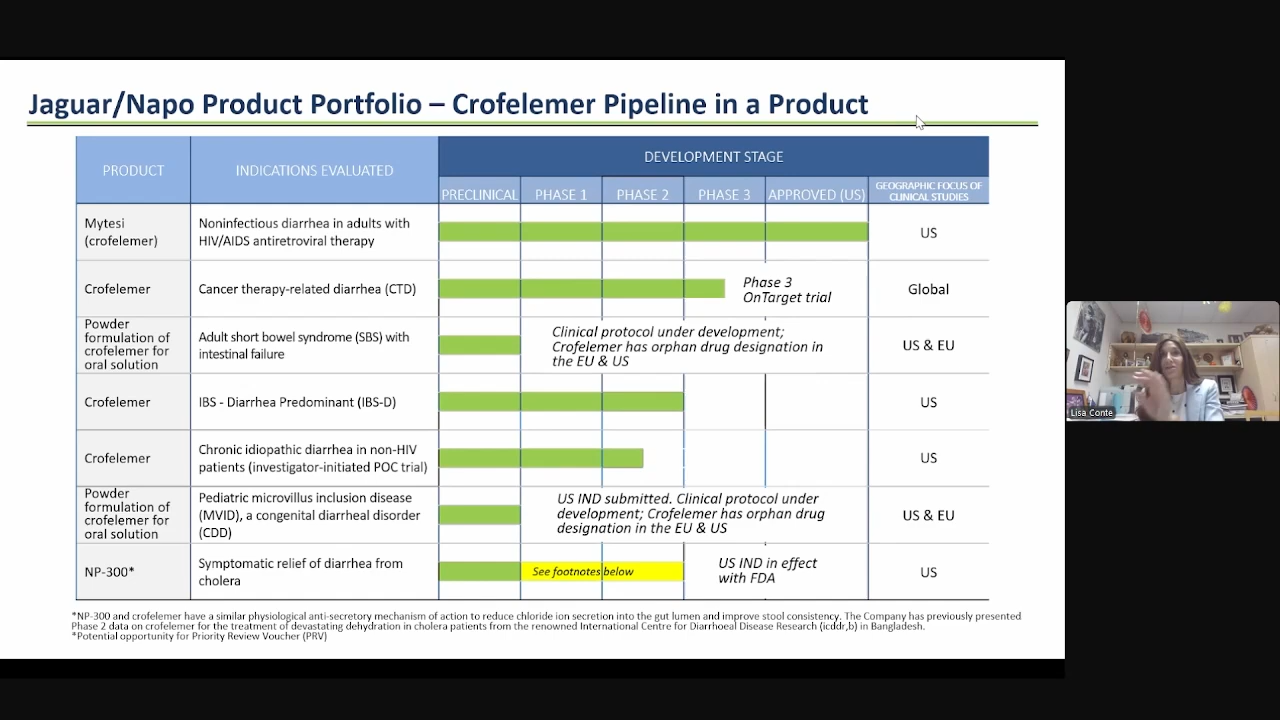 Jaguar/Napo Product Portfolio – Crofelemer Pipeline in a Product
PRODUCT
INDICATIONS EVALUATED
DEVELOPMENT STAGE
PRECLINICAL
PHASE 1
PHASE 2
PHASE 3
APPROVED (US)
GEOGRAPHIC FOCUS OF
CLINICAL STUDIES
Mytesi
(crofelemer)
Noninfectious diarrhea in adults with
HIV/AIDS antiretroviral therapy
US
Crofelemer
Cancer therapy-related diarrhea (CTD)
Phase 3
OnTarget trial
Global
Powder
formulation of
crofelemer for
oral solution
Adult short bowel syndrome (SBS) with
intestinal failure
Clinical protocol under development;
Crofelemer has orphan drug designation in
the EU & US
US & EU
Crofelemer
IBS - Diarrhea Predominant (IBS-D)
US
Crofelemer
Chronic idiopathic diarrhea in non-HIV
patients (investigator-initiated POC trial)
US
Powder
formulation of
crofelemer for
oral solution
Pediatric microvillus inclusion disease
(MVID), a congenital diarrheal disorder
(CDD)
US IND submitted. Clinical protocol under
development; Crofelemer has orphan drug
designation in the EU & US
US & EU
NP-300*
Symptomatic relief of diarrhea from
cholera
See footnotes below
US IND in effect
with FDA
US
*NP-300 and crofelemer have a similar physiological anti-secretory mechanism of action to reduce chloride ion secretion into the gut lumen and improve stool consistency. The Company has previously presented
Phase 2 data on crofelemer for the treatment of devastating dehydration in cholera patients from the renowned International Centre for Diarrhoeal Disease Research (icddr,b) in Bangladesh.
*Potential opportunity for Priority Review Voucher (PRV)
Lisa Conte